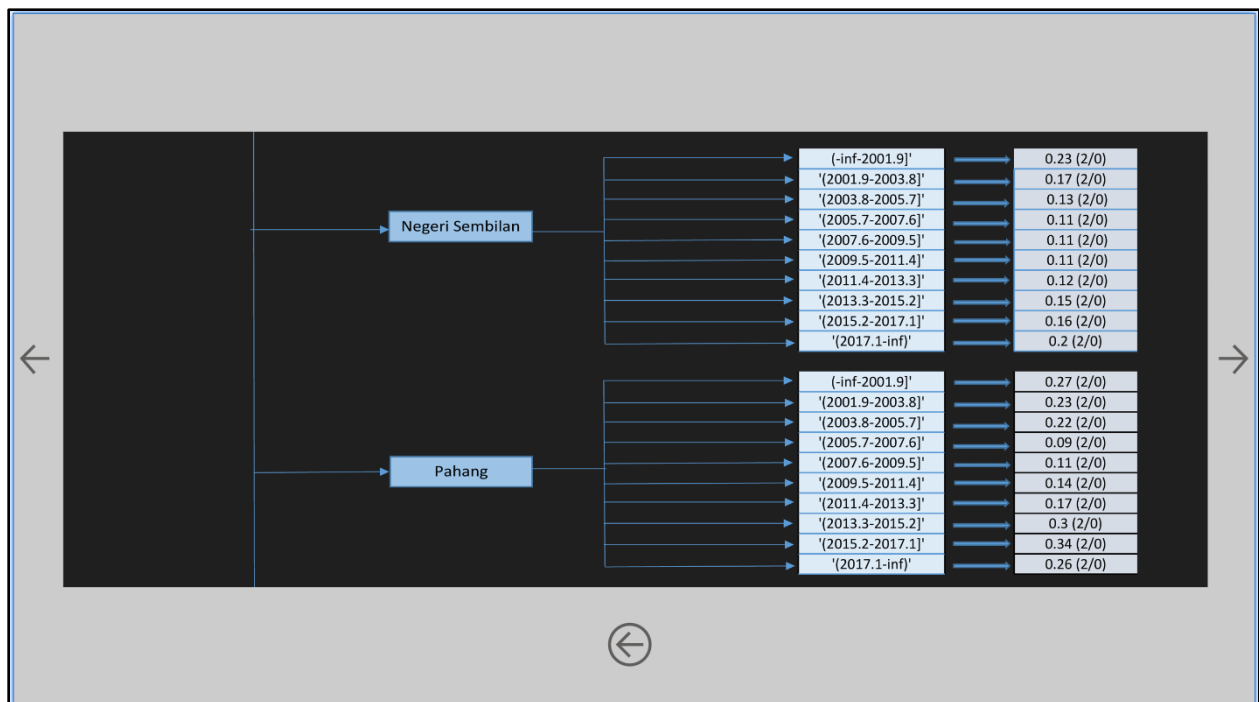 (-inf-2001.9]' 0.23 (2/0)
'(2001.9-2003.8]' 0.17 (2/0)
'(2003.8-2005.7]' 0.13 (2/0)
Negeri Sembilan '(2005.7-2007.6]' 0.11 (2/0)
'(2007.6-2009.5]' 0.11 (2/0)
'(2009.5-2011.4]' 0.11 (2/0)
'(2011.4-2013.3]' 0.12 (2/0)
'(2013.3-2015.2]' 0.15 (2/0)
'(2015.2-2017.1]' 0.16 (2/0)
'(2017.1-inf)' 0.2 (2/0)
(-inf-2001.9]' 0.27 (2/0)
'(2001.9-2003.8]' 0.23 (2/0)
'(2003.8-2005.7]' 0.22 (2/0)
'(2005.7-2007.6]' 0.09 (2/0)
Pahang '(2007.6-2009.5]' 0.11 (2/0)
'(2009.5-2011.4]' 0.14 (2/0)
'(2011.4-2013.3]' 0.17 (2/0)
'(2013.3-2015.2]' 0.3 (2/0)
'(2015.2-2017.1]' 0.34 (2/0)
'(2017.1-inf)' 0.26 (2/0)